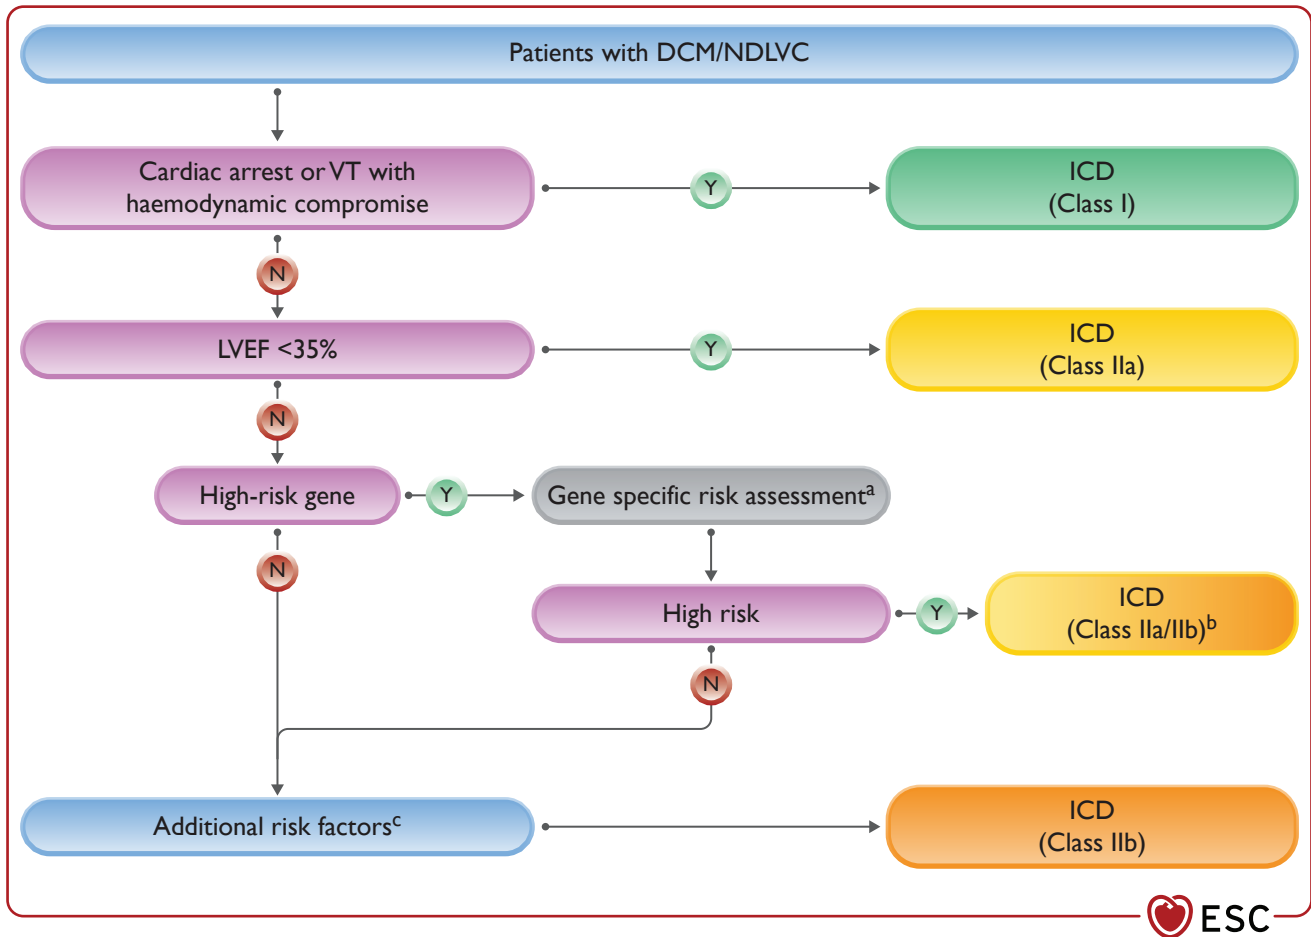 Patients with DCM/NDLVC
Cardiac arrest or VT with
haemodynamic compromise
Y
ICD
(Class I)
N
LVEF <35%
Y
ICD
(Class IIa)
N
High-risk gene
Y
Gene specific risk assessmentᵃ
N
High risk
Y
ICD
(Class IIa/IIb)ᵇ
N
Additional risk factorsᶜ
ICD
(Class IIb)
ESC